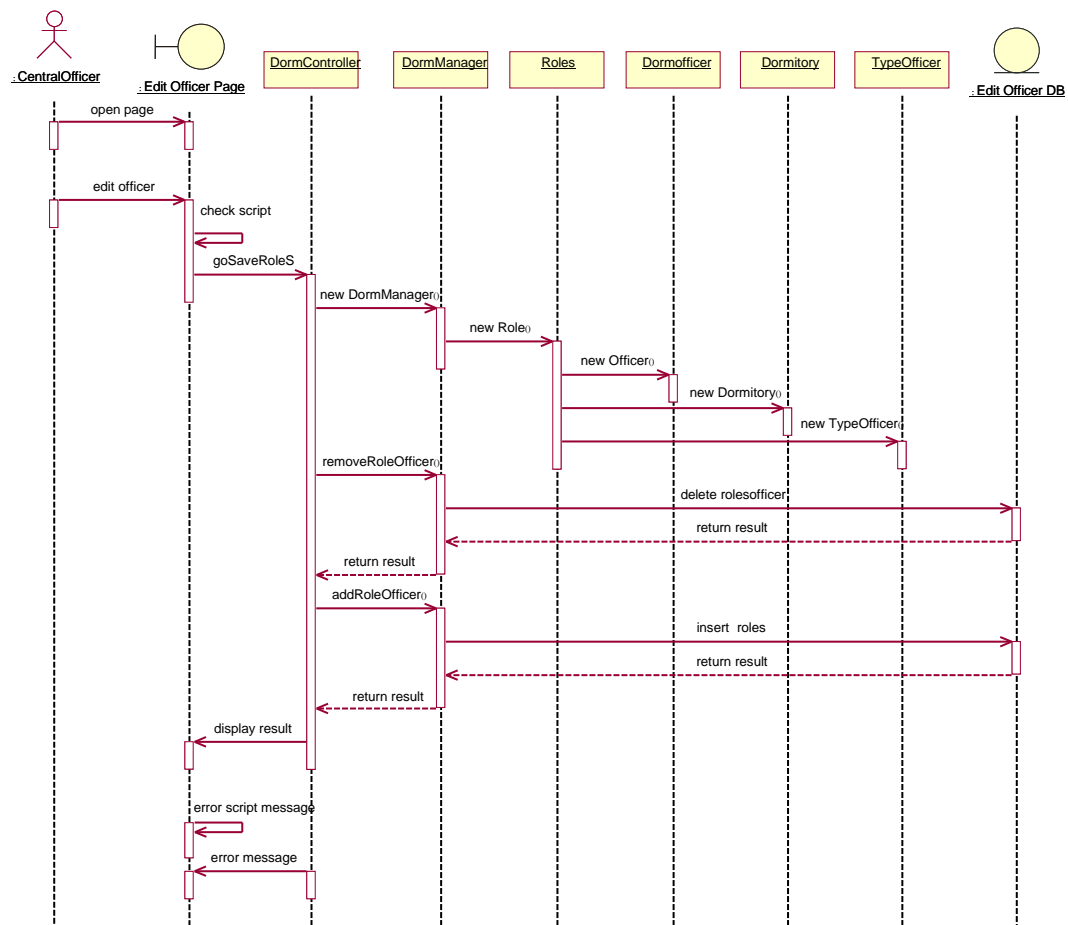 : CentralOfficer
: Edit Officer Page
DormController
DormManager
Roles
Dormofficer
Dormitory
TypeOfficer
: Edit Officer DB
open page
edit officer
check script
goSaveRoleS
new DormManager()
new Role()
new Officer()
new Dormitory()
new TypeOfficer()
removeRoleOfficer()
delete rolesofficer
return result
return result
addRoleOfficer()
insert roles
return result
return result
display result
error script message
error message